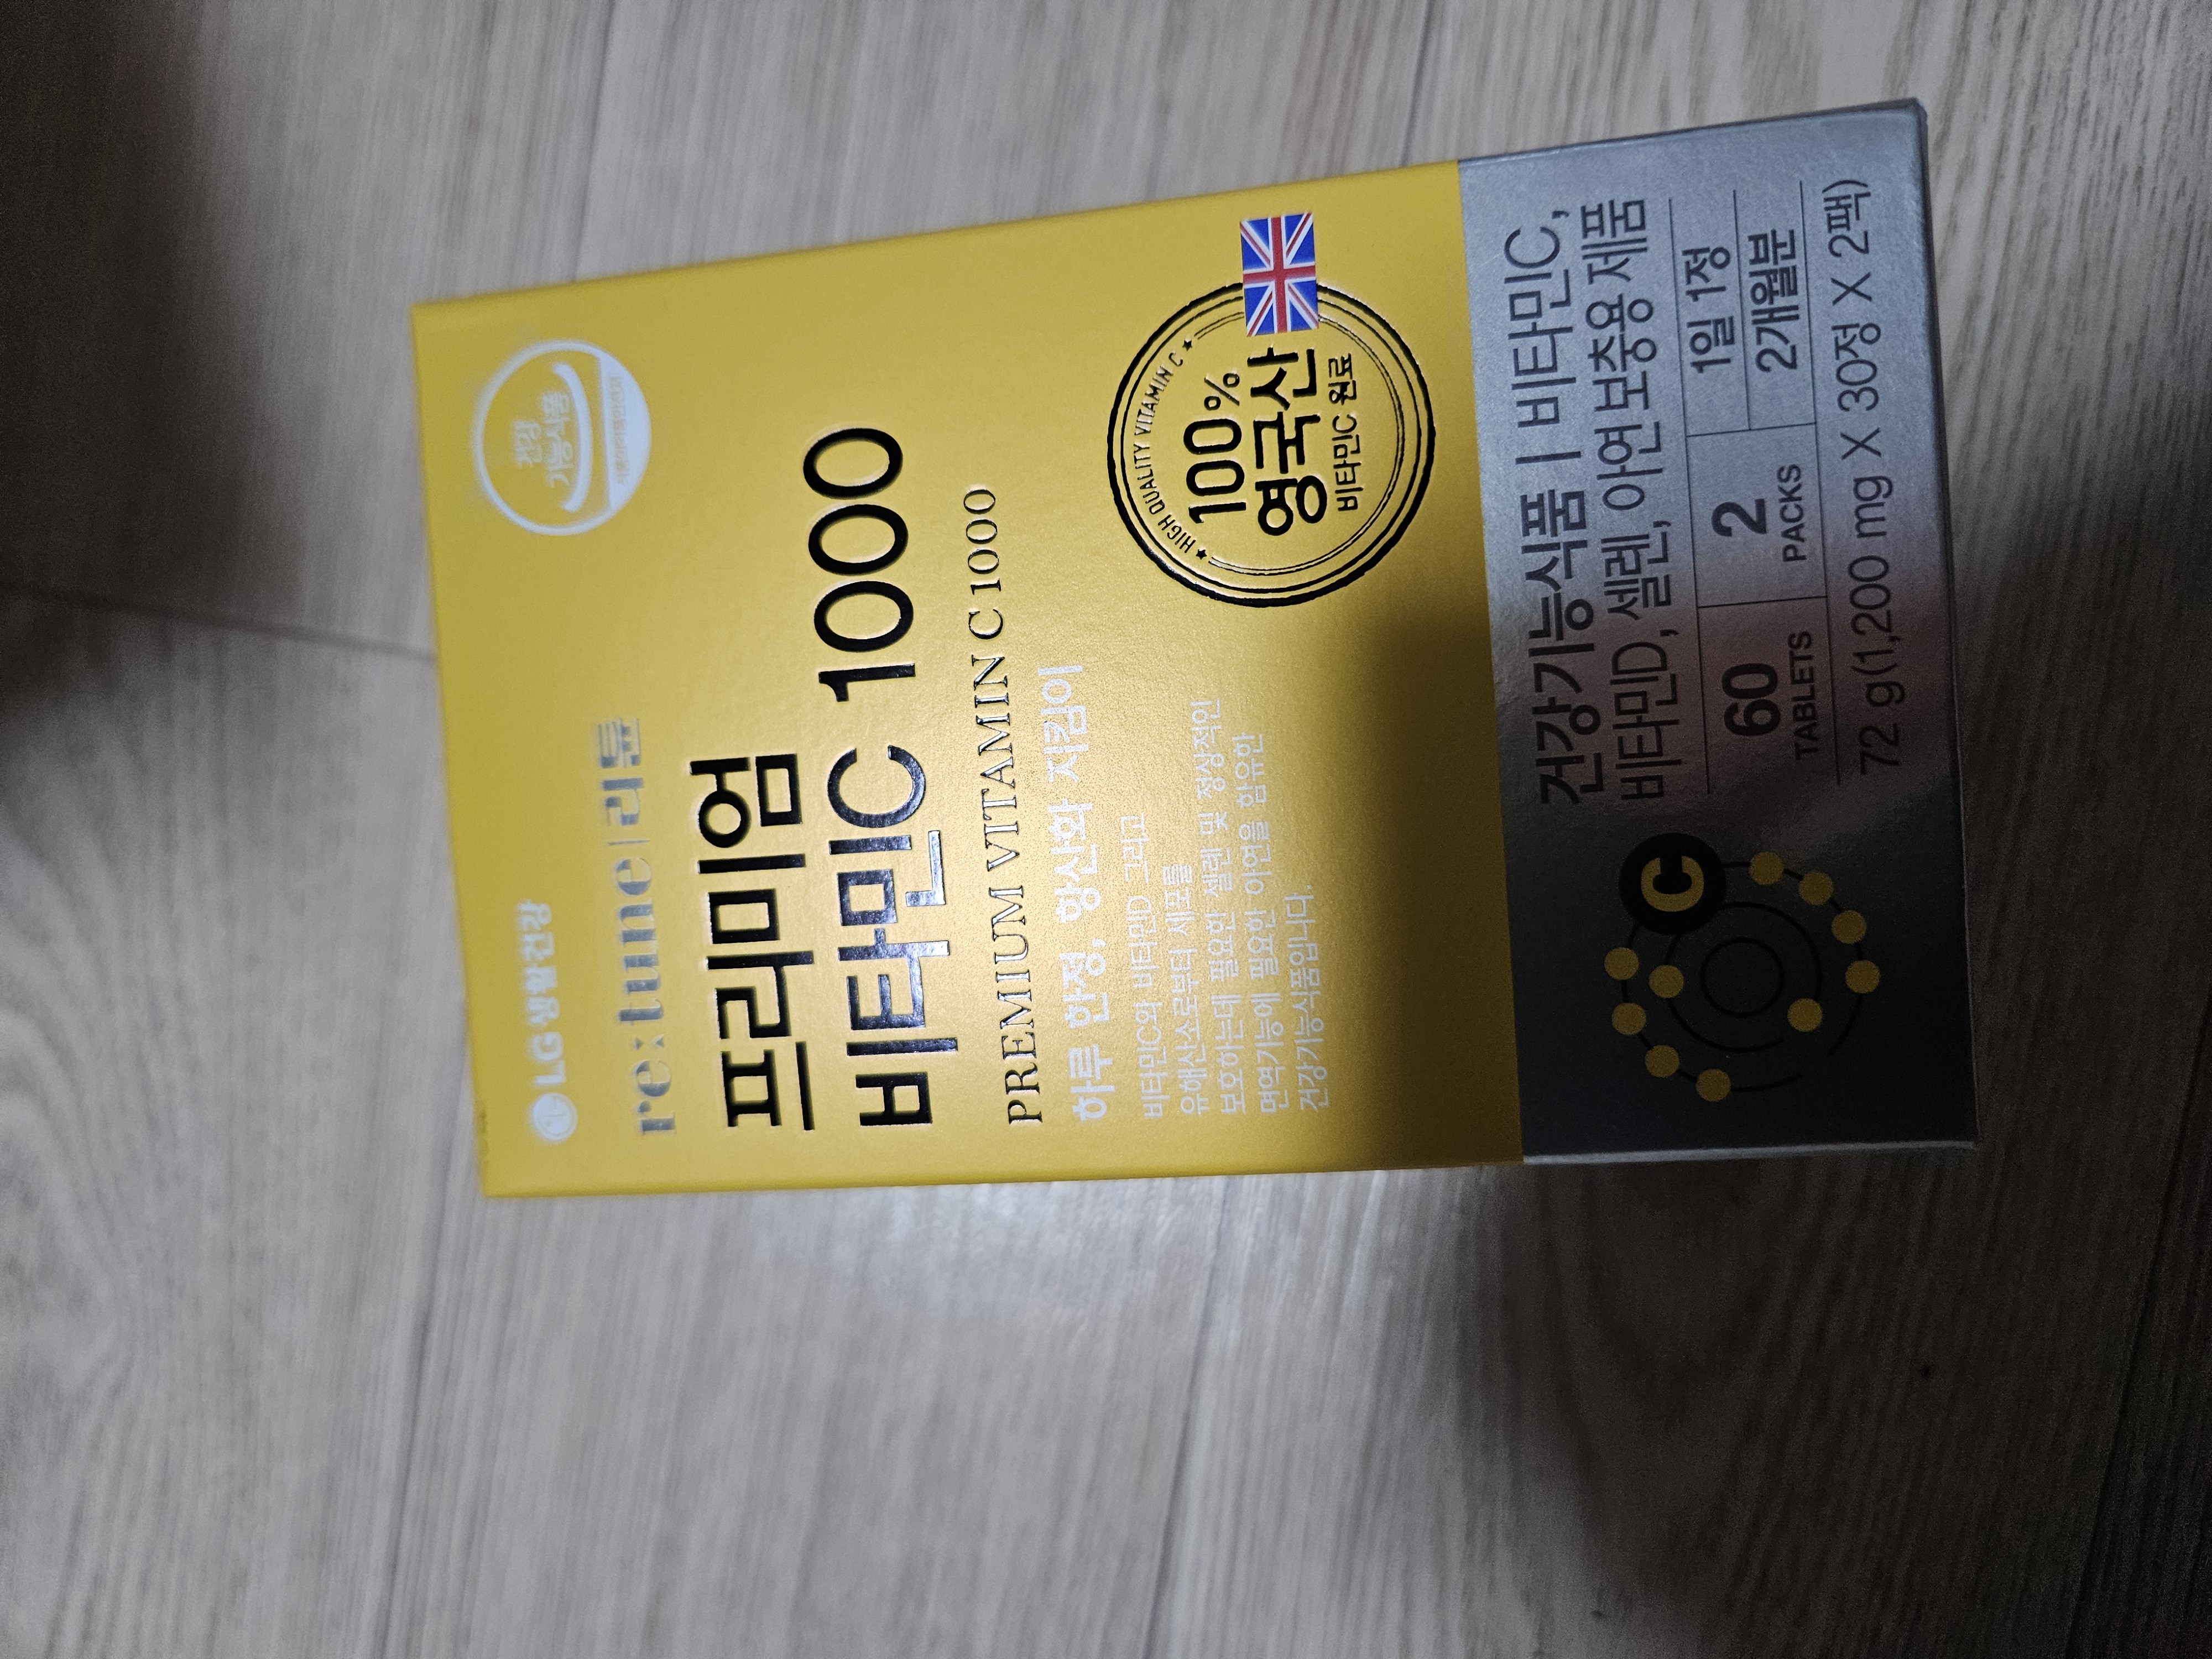 LG생활건강
건강
기능식품
식품의약품안전처
re:tune|리튠
프리미엄
비타민C 1000
PREMIUM VITAMIN C 1000
하루 한정, 항산화 지킴이
비타민C와 비타민D 그리고
유해산소로부터 세포를
보호하는데 필요한 셀렌 및 정상적인
면역기능에 필요한 아연을 함유한
건강기능식품입니다.
★ HIGH QUALITY VITAMIN C ★
100%
영국산
비타민C 원료
C
건강기능식품 | 비타민C,
비타민D, 셀렌, 아연 보충용 제품
60
TABLETS
2
PACKS
1일 1정
2개월분
72 g(1,200 mg X 30정 X 2팩)